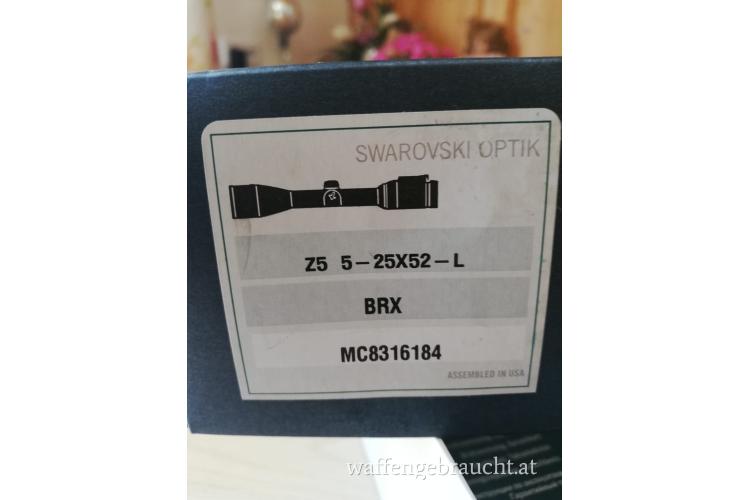 SWAROVSKI OPTIK
Z5 5-25X52-L
BRX
MC8316184
ASSEMBLED IN USA
waffengebraucht.at